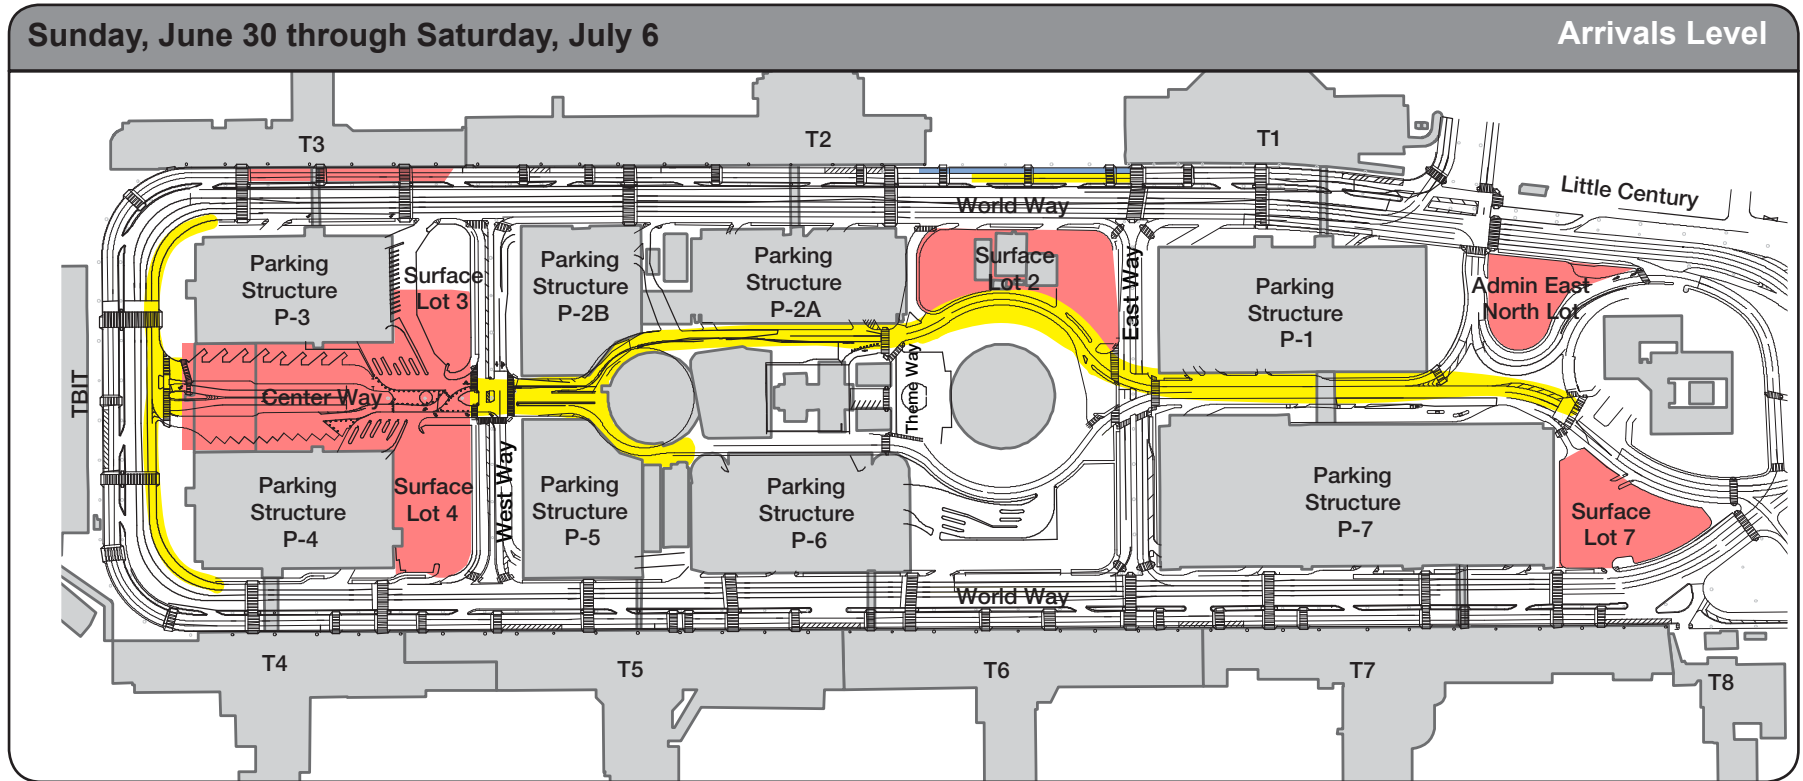 Sunday, June 30 through Saturday, July 6
Arrivals Level
T3
T2
T1
Little Century
World Way
Parking
Structure
P-3
Surface
Lot 3
Parking
Structure
P-2B
Parking
Structure
P-2A
Surface
Lot 2
East Way
Parking
Structure
P-1
Admin East
North Lot
TBIT
Center Way
Theme Way
West Way
Parking
Structure
P-4
Surface
Lot 4
Parking
Structure
P-5
Parking
Structure
P-6
Parking
Structure
P-7
Surface
Lot 7
World Way
T4
T5
T6
T7
T8